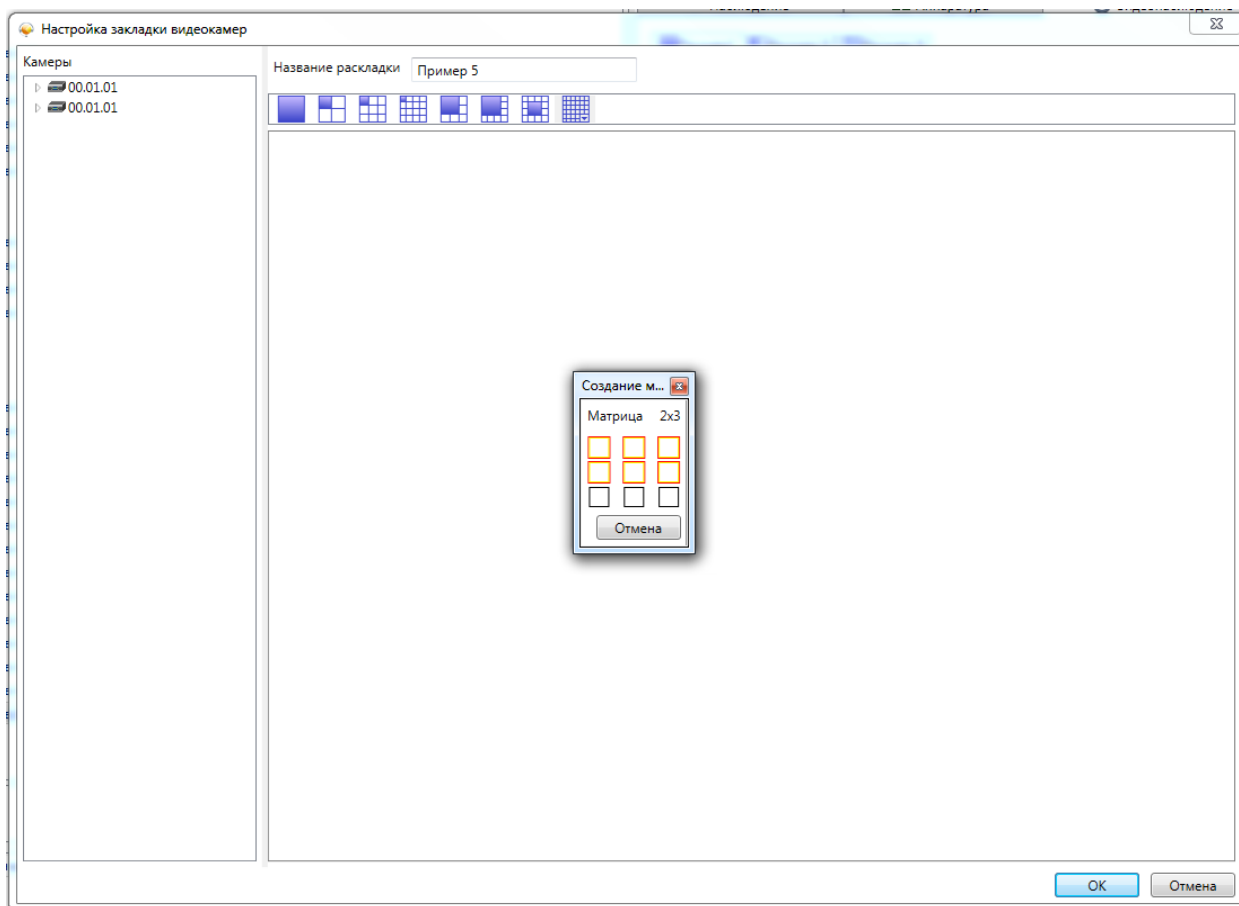 Настройка закладки видеокамер
Камеры
00.01.01
00.01.01
Название раскладки
Пример 5
Создание м...
Матрица 2x3
Отмена
OK
Отмена